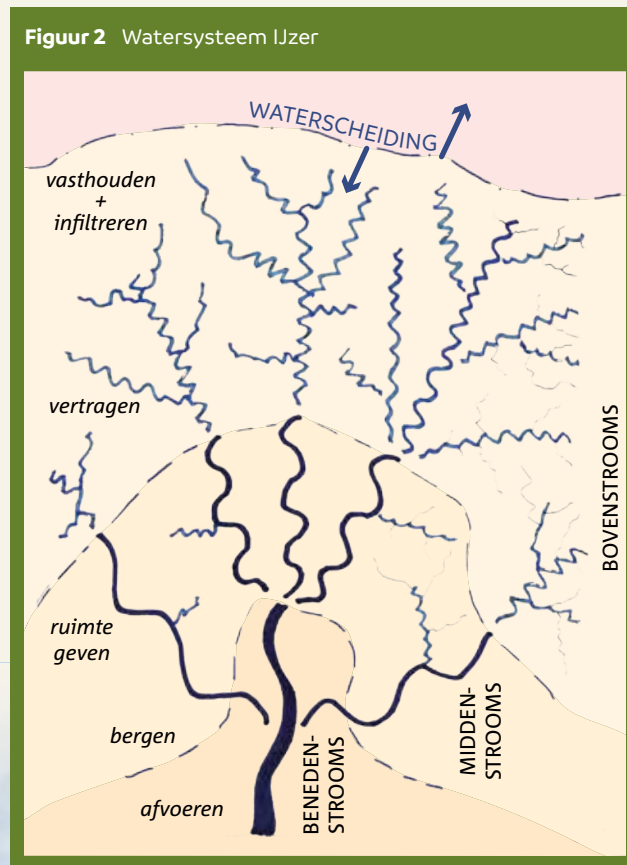 Figuur 2 Watersysteem IJzer
WATERSCHEIDING
vasthouden
+
infiltreren
vertragen
BOVENSTROOMS
ruimte
geven
MIDDEN-
STROOMS
bergen
BENEDEN-
STROOMS
afvoeren